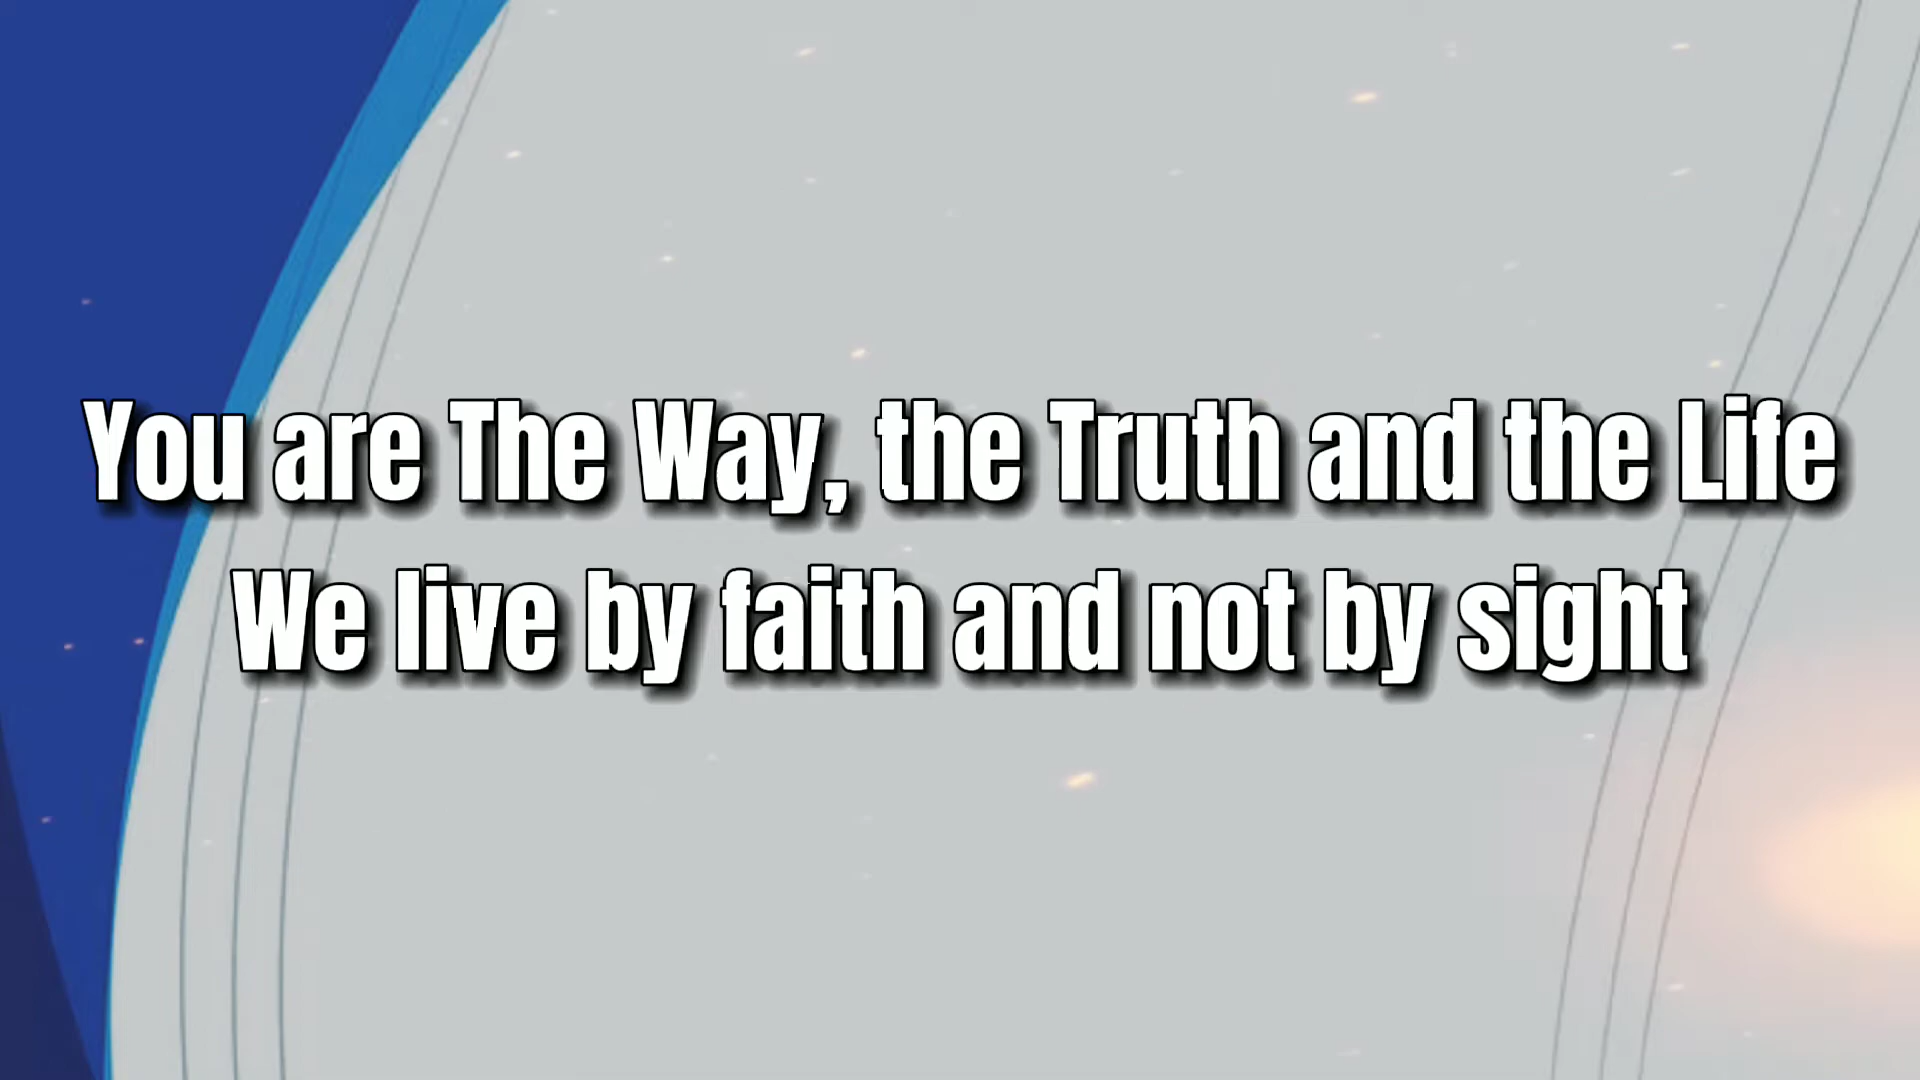 You are The Way, the Truth and the Life
We live by faith and not by sight